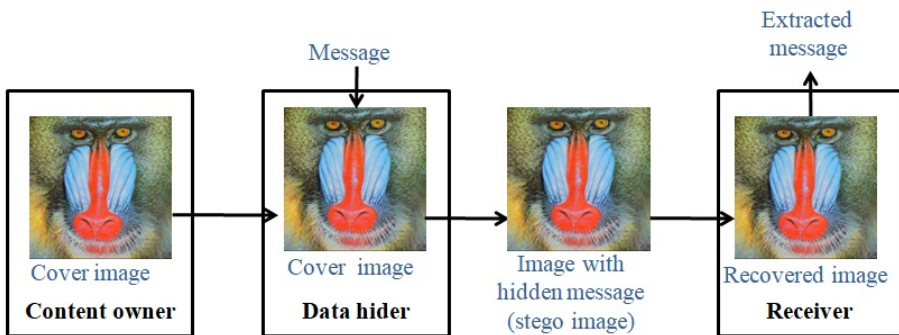 Message
Extracted
message
Cover image
Content owner
Cover image
Data hider
Image with
hidden message
(stego image)
Recovered image
Receiver